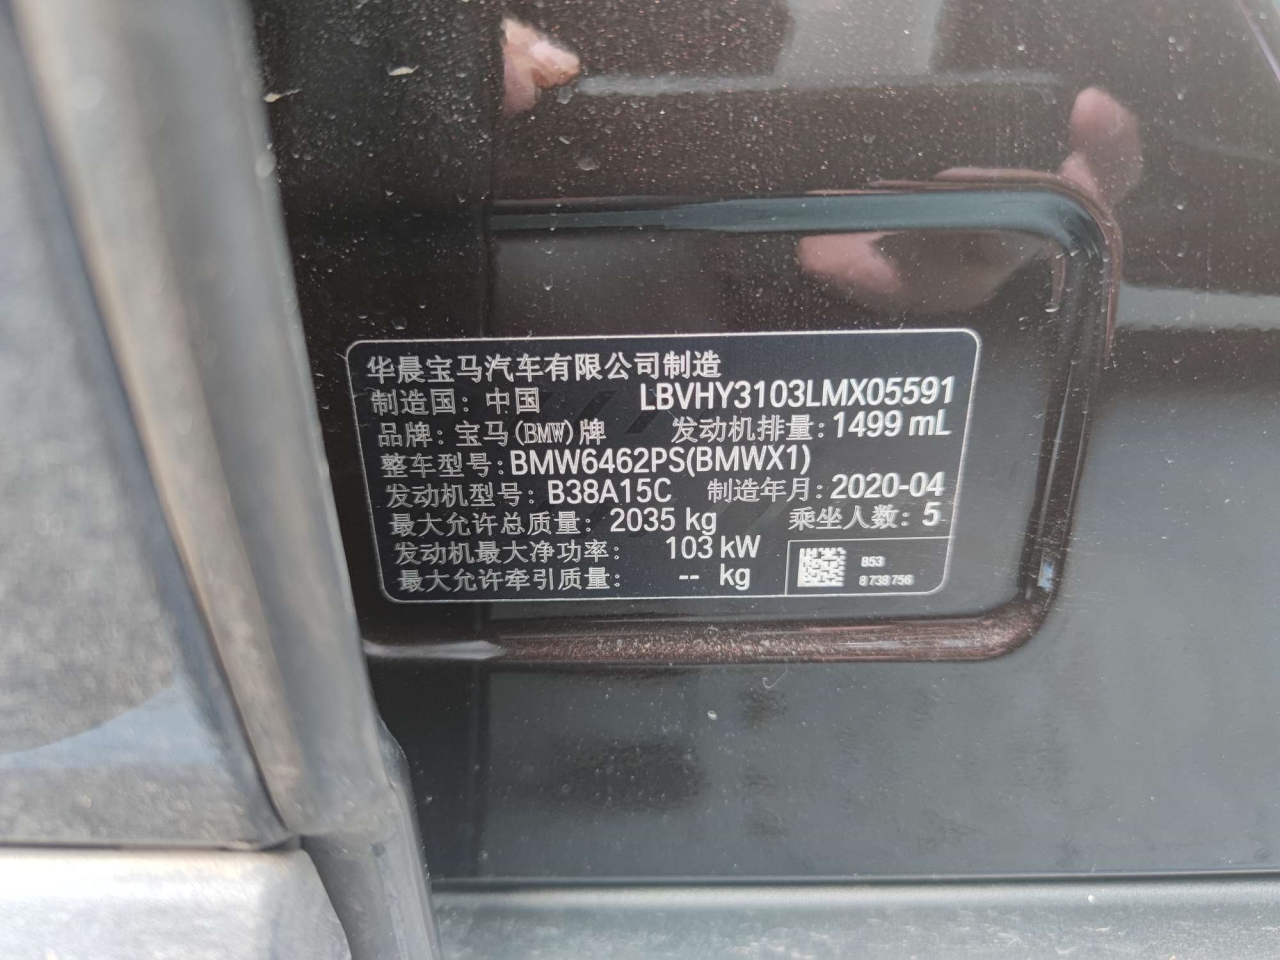 华晨宝马汽车有限公司制造
制造国：中国 LBVHY3103LMX05591
品牌：宝马(BMW)牌 发动机排量：1499 mL
整车型号：BMW6462PS(BMWX1)
发动机型号：B38A15C 制造年月：2020-04
最大允许总质量：2035 kg 乘坐人数：5
发动机最大净功率： 103 kW
最大允许牵引质量： -- kg
853
8 738 756